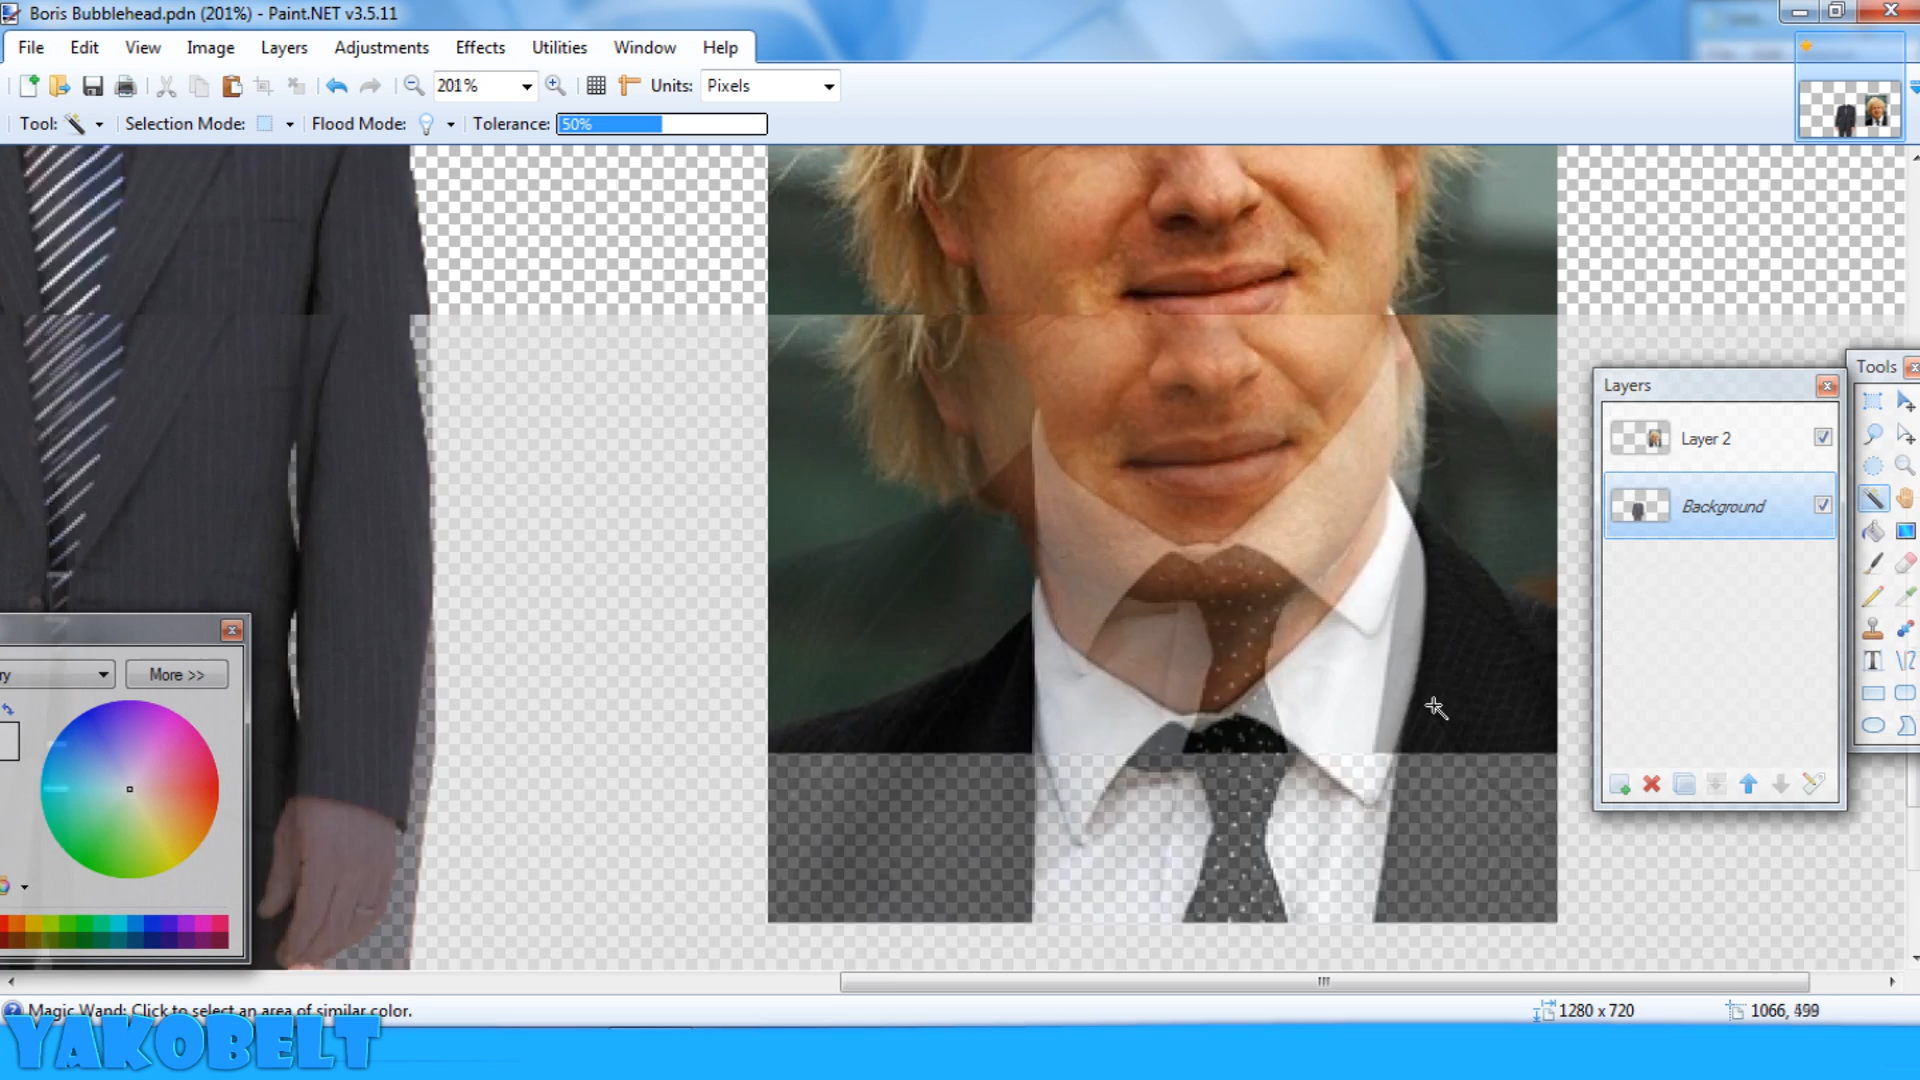 Boris Bubblehead.pdn (201%) - Paint.NET v3.5.11
File Edit View Image Layers Adjustments Effects Utilities Window Help
201% Units: Pixels
Tool: Selection Mode: Flood Mode: Tolerance: 50%
Tools
Layers
Layer 2
Background
More >>
Magic Wand: Click to select an area of similar color.
1280 x 720
1066, 499
YAKOBELT